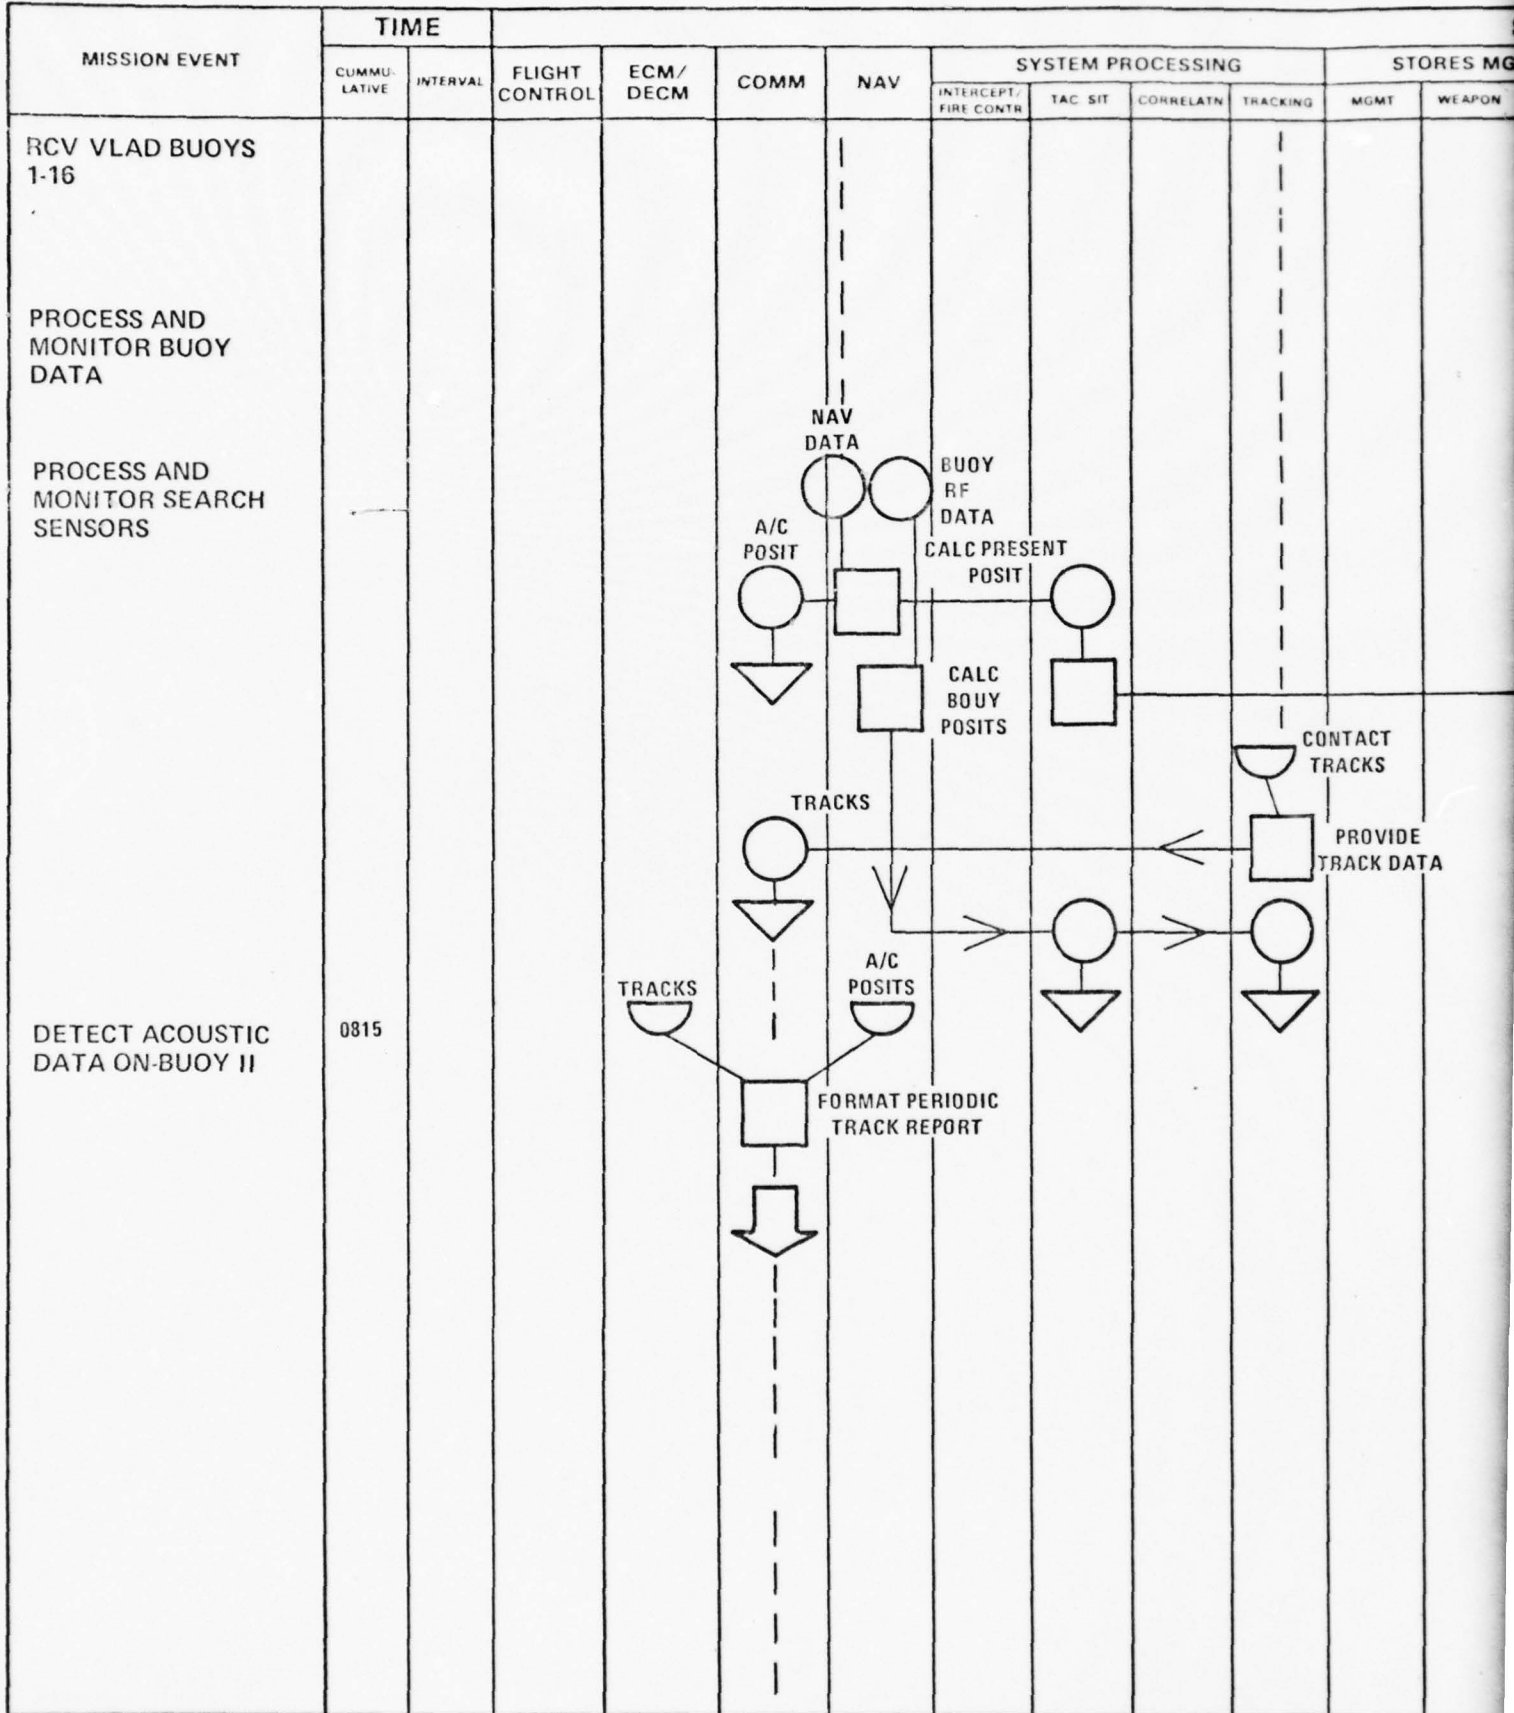 TIME
MISSION EVENT
CUMMU-
LATIVE
INTERVAL
FLIGHT
CONTROL
ECM/
DECM
COMM
NAV
SYSTEM PROCESSING
INTERCEPT/
FIRE CONTR
TAC SIT
CORRELATN
TRACKING
STORES MG
MGMT
WEAPON
RCV VLAD BUOYS
1-16
PROCESS AND
MONITOR BUOY
DATA
NAV
DATA
PROCESS AND
MONITOR SEARCH
SENSORS
BUOY
RF
DATA
A/C
POSIT
CALC PRESENT
POSIT
CALC
BOUY
POSITS
CONTACT
TRACKS
TRACKS
PROVIDE
TRACK DATA
A/C
POSITS
TRACKS
DETECT ACOUSTIC
DATA ON-BUOY II
0815
FORMAT PERIODIC
TRACK REPORT